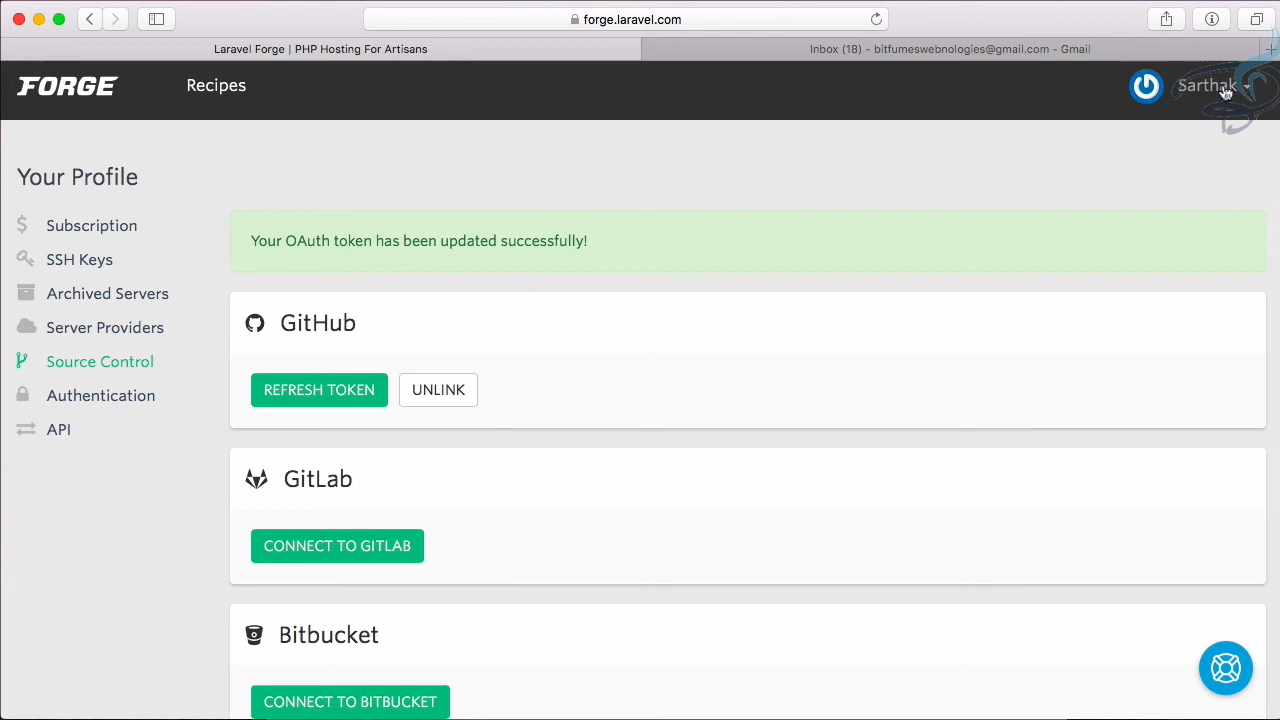 forge.laravel.com
Laravel Forge | PHP Hosting For Artisans
Inbox (18) - bitfumeswebnologies@gmail.com - Gmail
FORGE
Recipes
Sarthak
Your Profile
Subscription
SSH Keys
Archived Servers
Server Providers
Source Control
Authentication
API
Your OAuth token has been updated successfully!
GitHub
REFRESH TOKEN
UNLINK
GitLab
CONNECT TO GITLAB
Bitbucket
CONNECT TO BITBUCKET